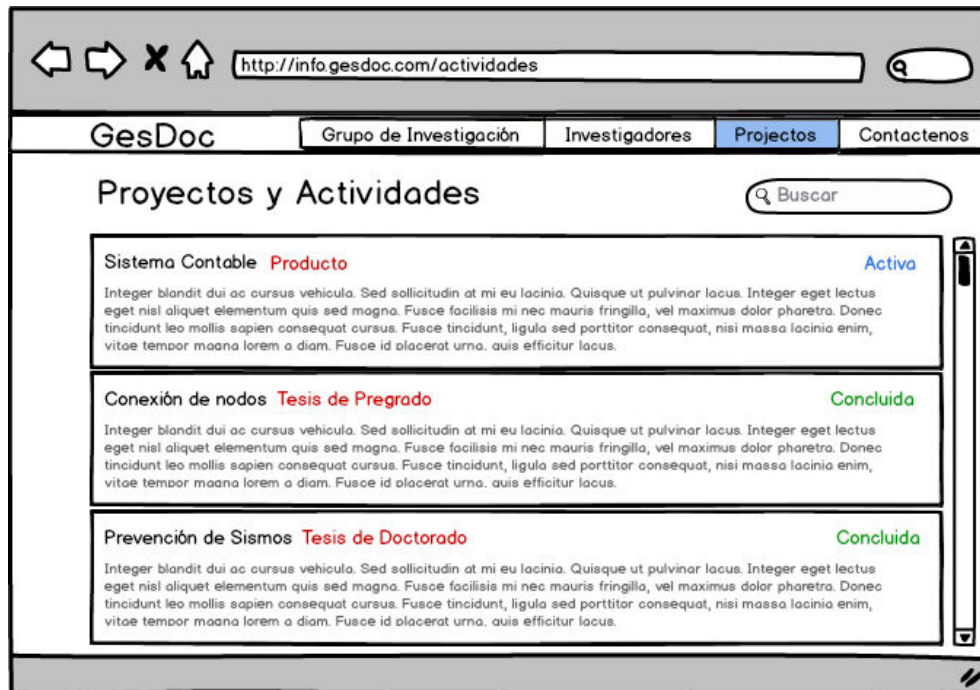 http://info.gesdoc.com/actividades
GesDoc
Grupo de Investigación
Investigadores
Projectos
Contactenos
Proyectos y Actividades
Buscar
Sistema Contable Producto Activa
Integer blandit dui ac cursus vehicula. Sed sollicitudin at mi eu lacinia. Quisque ut pulvinar lacus. Integer eget lectus
eget nisl aliquet elementum quis sed magna. Fusce facilisis mi nec mauris fringilla, vel maximus dolor pharetra. Donec
tincidunt leo mollis sapien consequat cursus. Fusce tincidunt, ligula sed porttitor consequat, nisi massa lacinia enim,
vitae tempor magna lorem a diam. Fusce id placerat urna, quis efficitur lacus.
Conexión de nodos Tesis de Pregrado Concluida
Integer blandit dui ac cursus vehicula. Sed sollicitudin at mi eu lacinia. Quisque ut pulvinar lacus. Integer eget lectus
eget nisl aliquet elementum quis sed magna. Fusce facilisis mi nec mauris fringilla, vel maximus dolor pharetra. Donec
tincidunt leo mollis sapien consequat cursus. Fusce tincidunt, ligula sed porttitor consequat, nisi massa lacinia enim,
vitae tempor magna lorem a diam. Fusce id placerat urna, quis efficitur lacus.
Prevención de Sismos Tesis de Doctorado Concluida
Integer blandit dui ac cursus vehicula. Sed sollicitudin at mi eu lacinia. Quisque ut pulvinar lacus. Integer eget lectus
eget nisl aliquet elementum quis sed magna. Fusce facilisis mi nec mauris fringilla, vel maximus dolor pharetra. Donec
tincidunt leo mollis sapien consequat cursus. Fusce tincidunt, ligula sed porttitor consequat, nisi massa lacinia enim,
vitae tempor magna lorem a diam. Fusce id placerat urna, quis efficitur lacus.